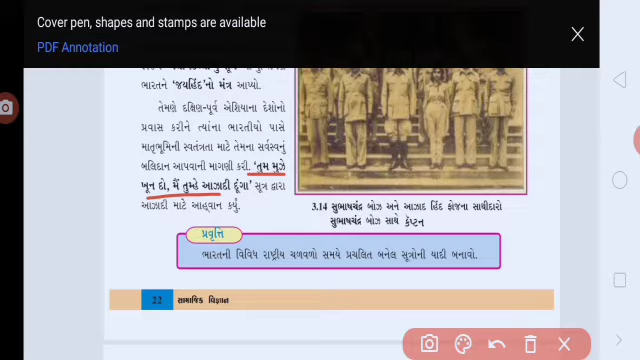 Cover pen, shapes and stamps are available
PDF Annotation
ભારતને ‘જયહિંદ’નો મંત્ર આપ્યો.
તેમણે દક્ષિણ-પૂર્વ એશિયાના દેશોનો
પ્રવાસ કરીને ત્યાંના ભારતીયો પાસે
માતૃભૂમિની સ્વતંત્રતા માટે તેમના સર્વસ્વનું
બલિદાન આપવાની માગણી કરી. ‘તુમ મુઝે
ખૂન દો, મૈં તુમ્હે આઝાદી દૂંગા’ સૂત્ર દ્વારા
આઝાદી માટે આહ્‌વાન કર્યું.
3.14 સુભાષચંદ્ર બોઝ અને આઝાદ હિંદ ફોજના સાથીદારો
સુભાષચંદ્ર બોઝ સાથે કૅપ્ટન
પ્રવૃત્તિ
ભારતની વિવિધ રાષ્ટ્રીય ચળવળો સમયે પ્રચલિત બનેલ સૂત્રોની યાદી બનાવો.
22 સામાજિક વિજ્ઞાન